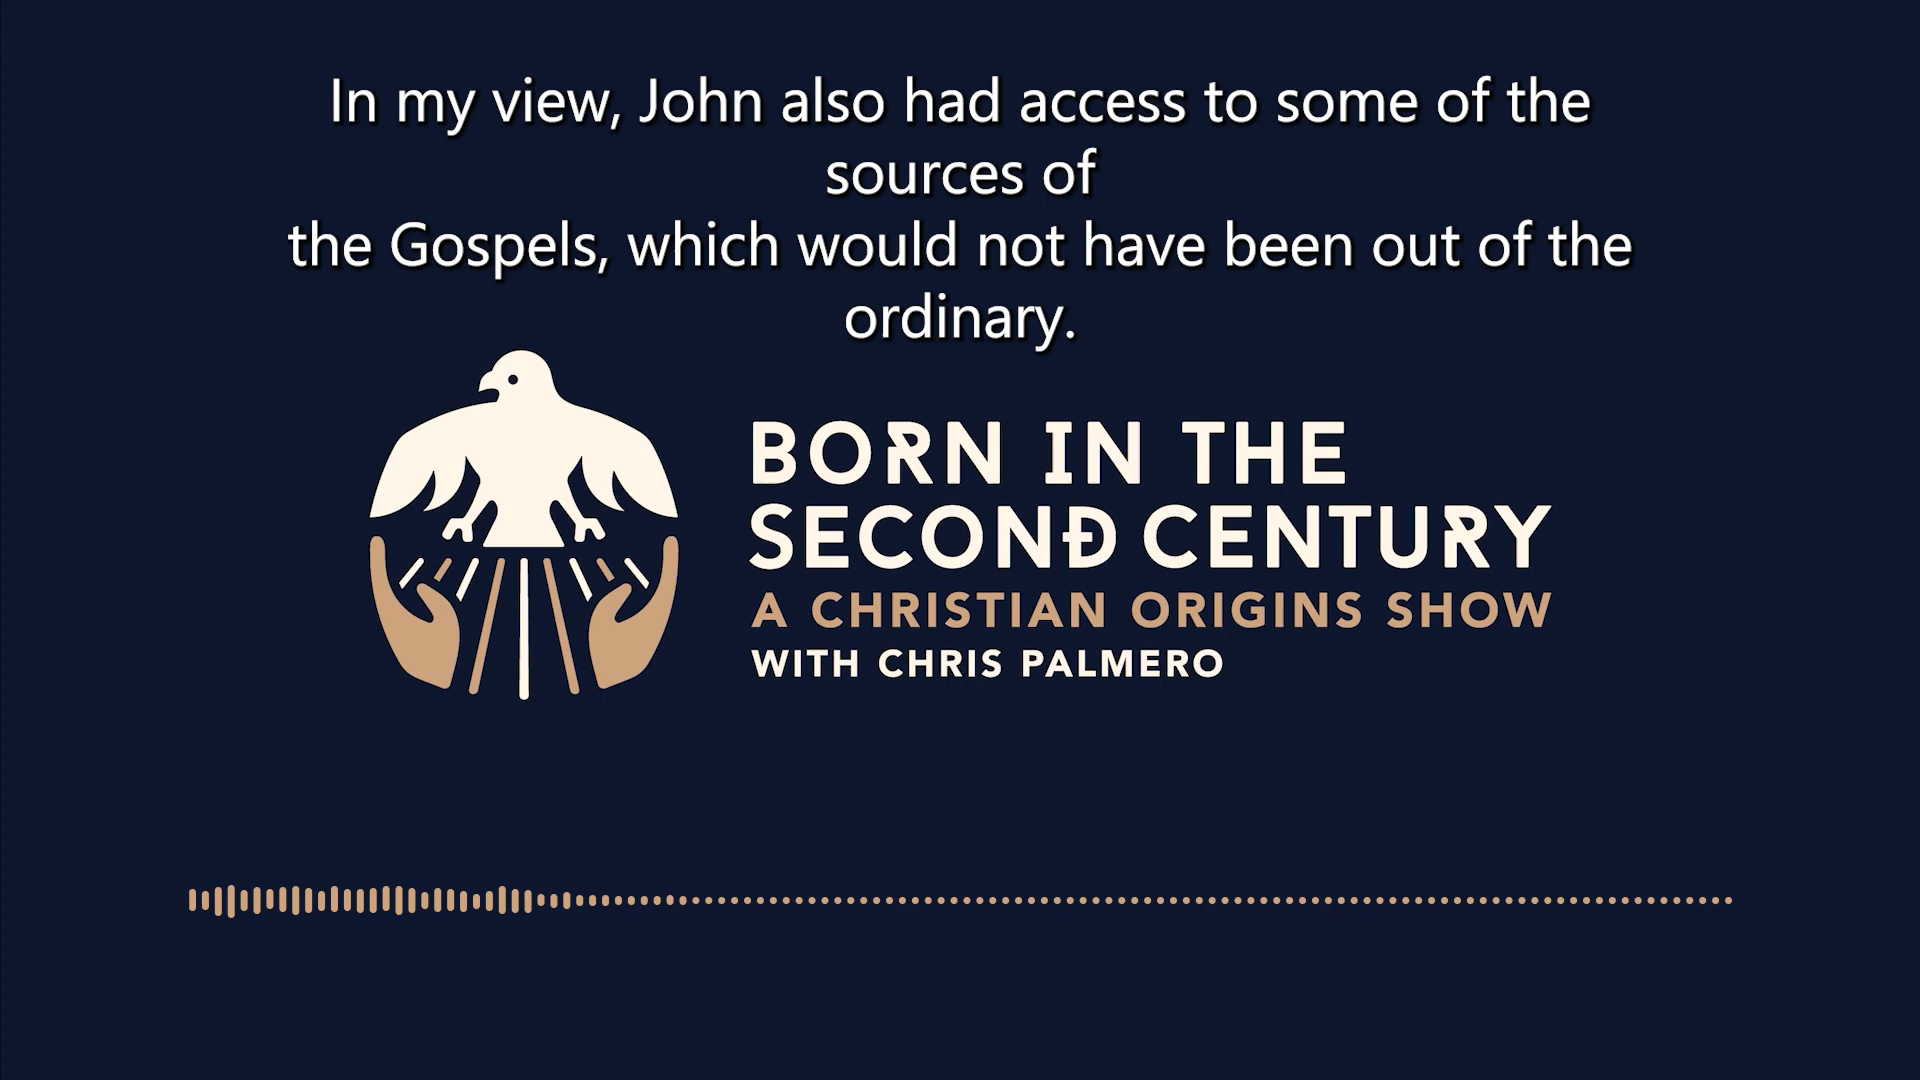 In my view, John also had access to some of the
sources of
the Gospels, which would not have been out of the
ordinary.
BORN IN THE
SECOND CENTURY
A CHRISTIAN ORIGINS SHOW
WITH CHRIS PALMERO